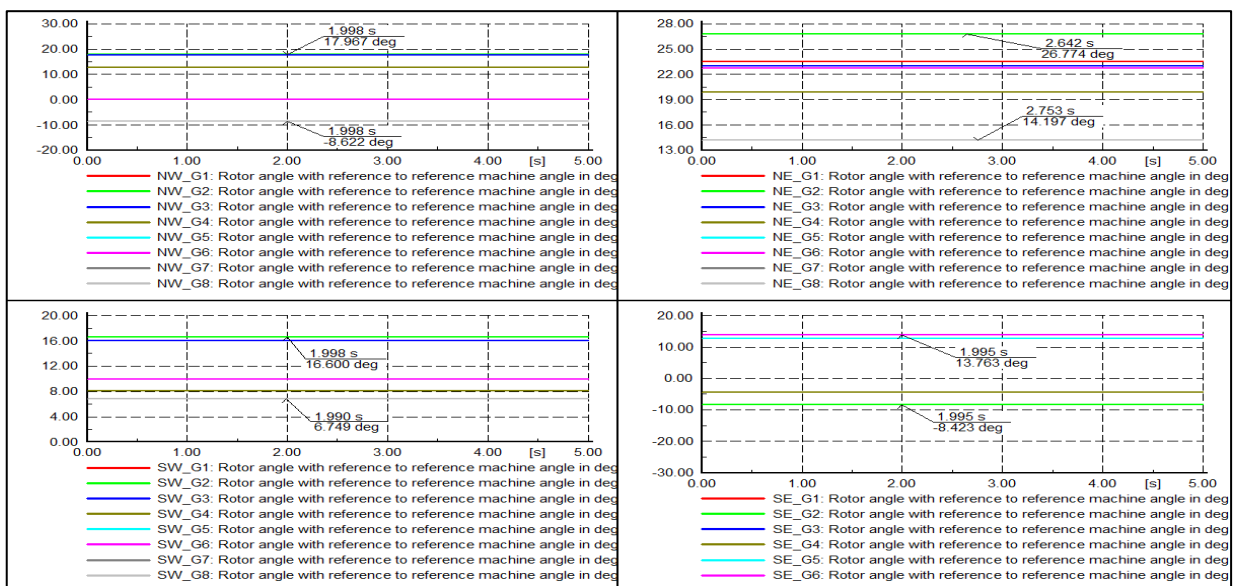 30.00
20.00
10.00
0.00
-10.00
-20.00
1.998 s
17.967 deg
1.998 s
-8.622 deg
0.00 1.00 2.00 3.00 4.00 [s] 5.00
NW_G1: Rotor angle with reference to reference machine angle in deg
NW_G2: Rotor angle with reference to reference machine angle in deg
NW_G3: Rotor angle with reference to reference machine angle in deg
NW_G4: Rotor angle with reference to reference machine angle in deg
NW_G5: Rotor angle with reference to reference machine angle in deg
NW_G6: Rotor angle with reference to reference machine angle in deg
NW_G7: Rotor angle with reference to reference machine angle in deg
NW_G8: Rotor angle with reference to reference machine angle in deg
28.00
25.00
22.00
19.00
16.00
13.00
2.642 s
26.774 deg
2.753 s
14.197 deg
0.00 1.00 2.00 3.00 4.00 [s] 5.00
NE_G1: Rotor angle with reference to reference machine angle in deg
NE_G2: Rotor angle with reference to reference machine angle in deg
NE_G3: Rotor angle with reference to reference machine angle in deg
NE_G4: Rotor angle with reference to reference machine angle in deg
NE_G5: Rotor angle with reference to reference machine angle in deg
NE_G6: Rotor angle with reference to reference machine angle in deg
NE_G7: Rotor angle with reference to reference machine angle in deg
NE_G8: Rotor angle with reference to reference machine angle in deg
20.00
16.00
12.00
8.00
4.00
0.00
1.998 s
16.600 deg
1.990 s
6.749 deg
0.00 1.00 2.00 3.00 4.00 [s] 5.00
SW_G1: Rotor angle with reference to reference machine angle in deg
SW_G2: Rotor angle with reference to reference machine angle in deg
SW_G3: Rotor angle with reference to reference machine angle in deg
SW_G4: Rotor angle with reference to reference machine angle in deg
SW_G5: Rotor angle with reference to reference machine angle in deg
SW_G6: Rotor angle with reference to reference machine angle in deg
SW_G7: Rotor angle with reference to reference machine angle in deg
SW_G8: Rotor angle with reference to reference machine angle in deg
20.00
10.00
0.00
-10.00
-20.00
-30.00
1.995 s
13.763 deg
1.995 s
-8.423 deg
0.00 1.00 2.00 3.00 4.00 [s] 5.00
SE_G1: Rotor angle with reference to reference machine angle in deg
SE_G2: Rotor angle with reference to reference machine angle in deg
SE_G3: Rotor angle with reference to reference machine angle in deg
SE_G4: Rotor angle with reference to reference machine angle in deg
SE_G5: Rotor angle with reference to reference machine angle in deg
SE_G6: Rotor angle with reference to reference machine angle in deg